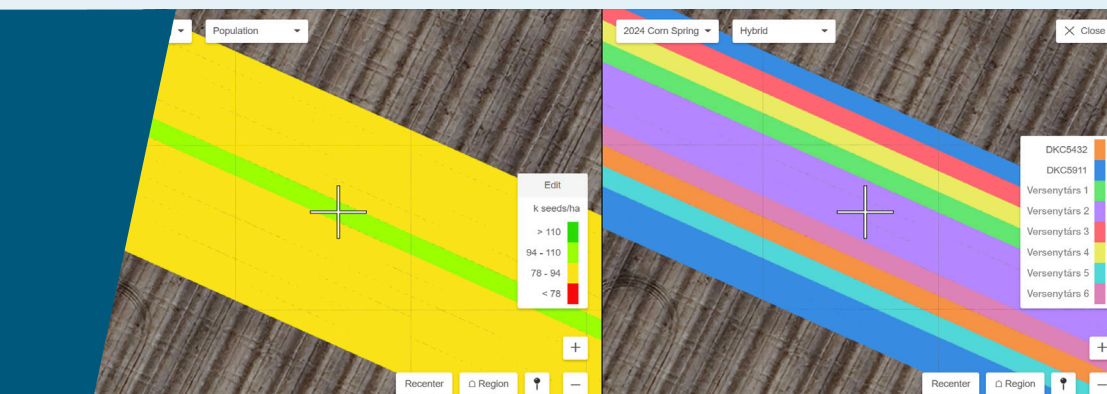 Population
2024 Corn Spring
Hybrid
Close
Edit
k seeds/ha
> 110
94 - 110
78 - 94
< 78
DKC5432
DKC5911
Versenytárs 1
Versenytárs 2
Versenytárs 3
Versenytárs 4
Versenytárs 5
Versenytárs 6
Recenter
Region
Recenter
Region